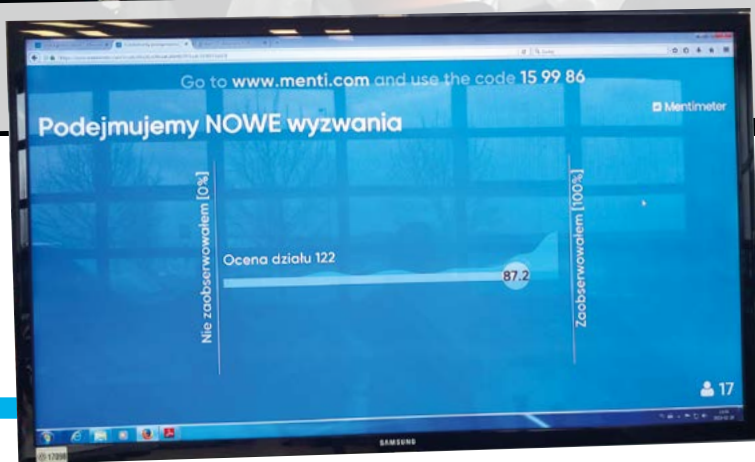 Go to www.menti.com and use the code 15 99 86
Mentimeter
Podejmujemy NOWE wyzwania
Nie zaobserwowałem [0%]
Ocena działu 122
87.2
Zaobserwowałem [100%]
17
SAMSUNG
17098